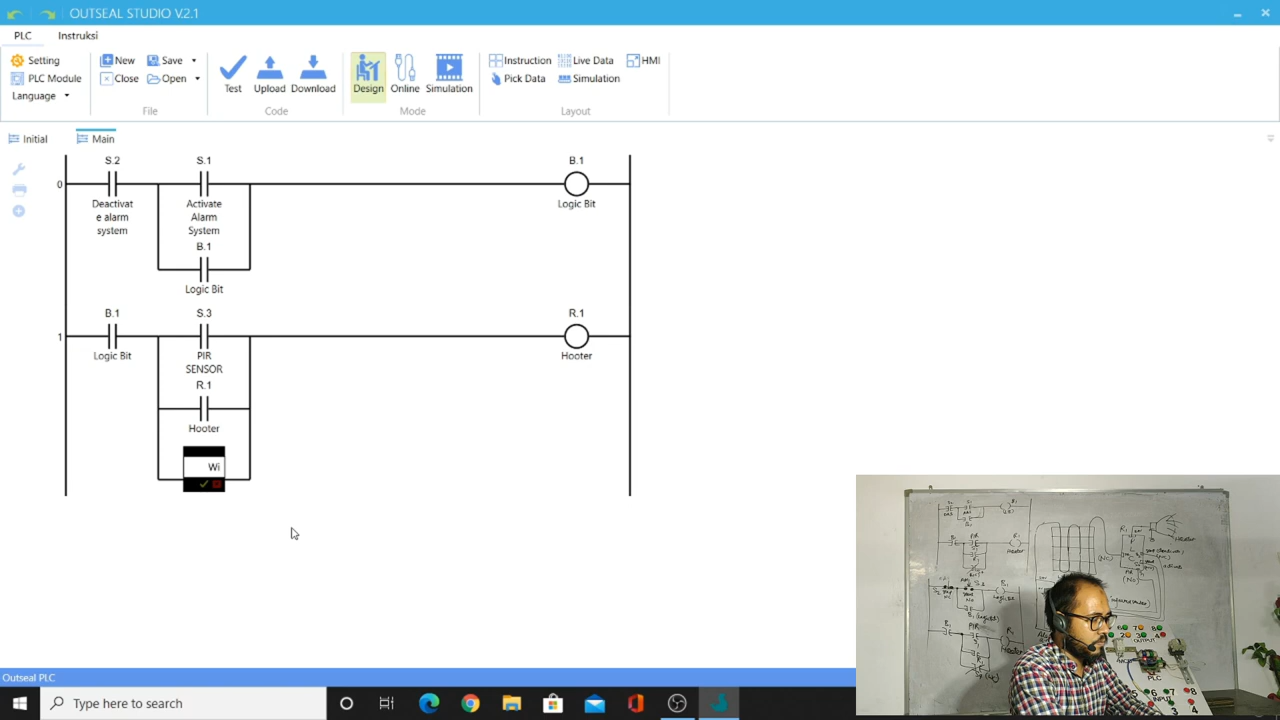 OUTSEAL STUDIO V.2.1
PLC Instruksi
Setting
PLC Module
Language
New Save
Close Open
File
Test Upload Download
Code
Design Online Simulation
Mode
Instruction Live Data HMI
Pick Data Simulation
Layout
Initial Main
S.2 S.1 B.1
0
Deactivat
e alarm
system
Activate
Alarm
System
Logic Bit
B.1
Logic Bit
B.1 S.3 R.1
1
Logic Bit
PIR
SENSOR
Hooter
R.1
Hooter
Wi
Outseal PLC
Type here to search